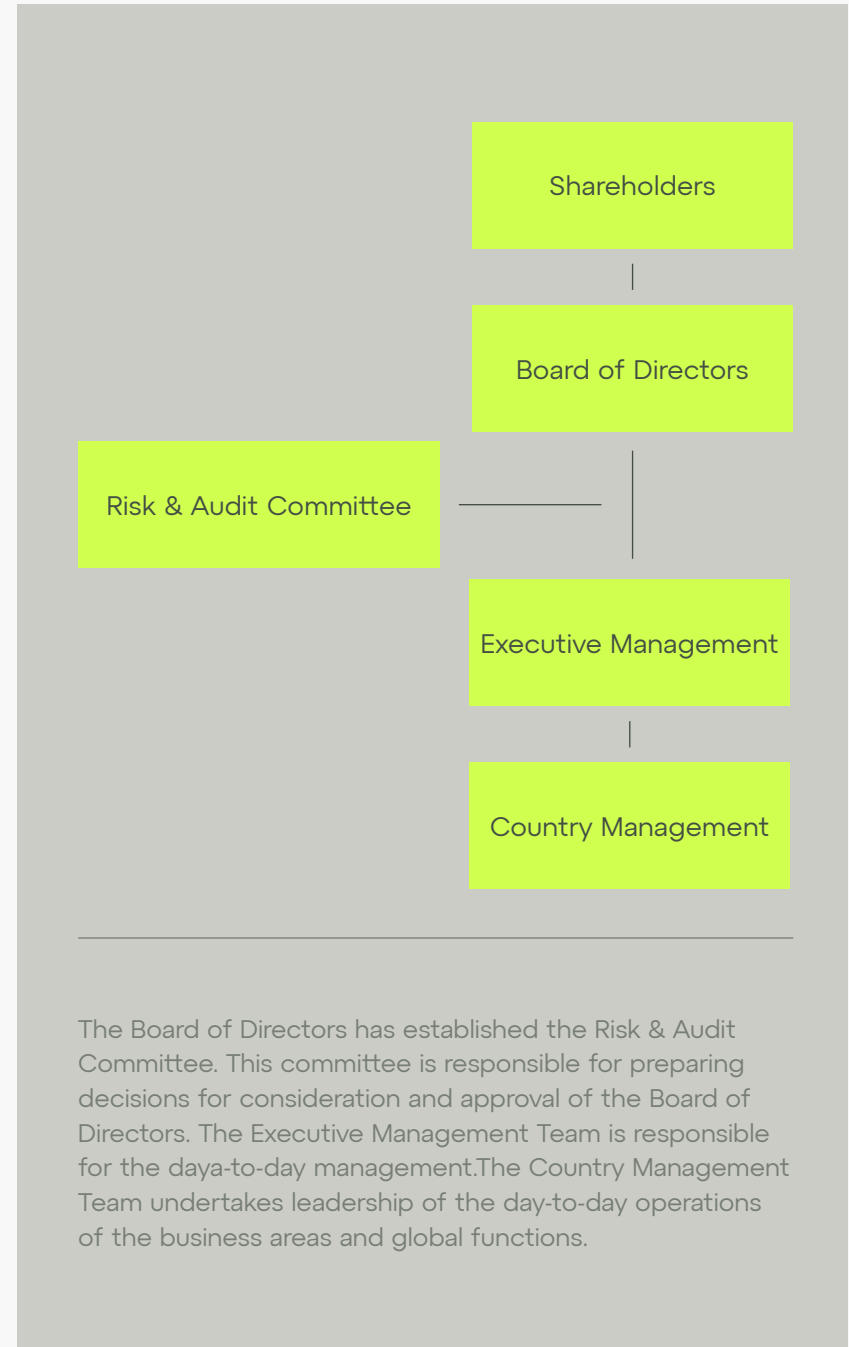 Shareholders
Board of Directors
Risk & Audit Committee
Executive Management
Country Management
The Board of Directors has established the Risk & Audit
Committee. This committee is responsible for preparing
decisions for consideration and approval of the Board of
Directors. The Executive Management Team is responsible
for the daya-to-day management.The Country Management
Team undertakes leadership of the day-to-day operations
of the business areas and global functions.